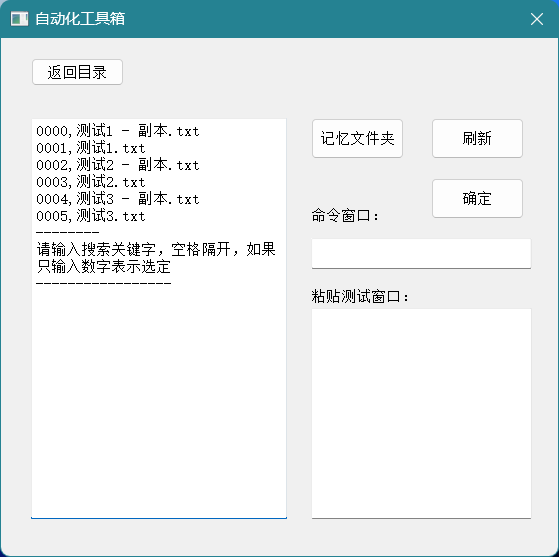 自动化工具箱
返回目录
0000,测试1 - 副本.txt
0001,测试1.txt
0002,测试2 - 副本.txt
0003,测试2.txt
0004,测试3 - 副本.txt
0005,测试3.txt
--------
请输入搜索关键字，空格隔开，如果
只输入数字表示选定
-----------------
记忆文件夹
刷新
确定
命令窗口：
粘贴测试窗口：